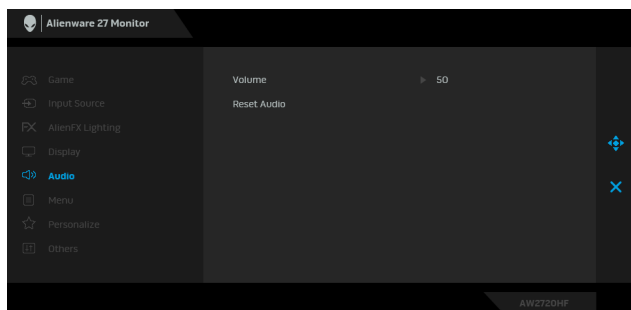 Alienware 27 Monitor
Game
Input Source
AlienFX Lighting
Display
Audio
Menu
Personalize
Others
Volume 50
Reset Audio
AW2720HF